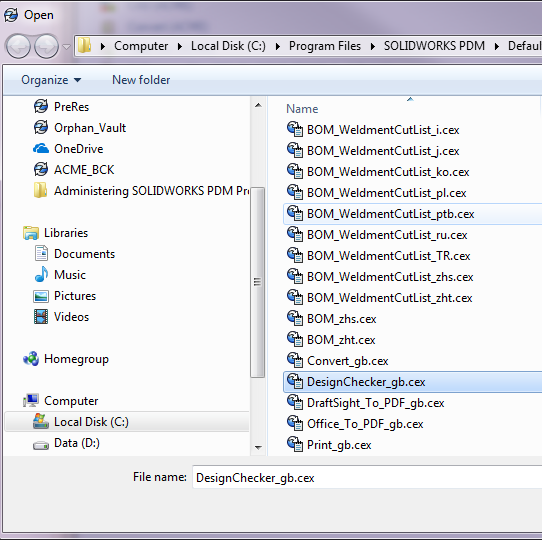 Open
Computer Local Disk (C:) Program Files SOLIDWORKS PDM Default
Organize New folder
PreRes
Orphan_Vault
OneDrive
ACME_BCK
Administering SOLIDWORKS PDM Pr
Libraries
Documents
Music
Pictures
Videos
Homegroup
Computer
Local Disk (C:)
Data (D:)
Name
BOM_WeldmentCutList_i.cex
BOM_WeldmentCutList_j.cex
BOM_WeldmentCutList_ko.cex
BOM_WeldmentCutList_pl.cex
BOM_WeldmentCutList_ptb.cex
BOM_WeldmentCutList_ru.cex
BOM_WeldmentCutList_TR.cex
BOM_WeldmentCutList_zhs.cex
BOM_WeldmentCutList_zht.cex
BOM_zhs.cex
BOM_zht.cex
Convert_gb.cex
DesignChecker_gb.cex
DraftSight_To_PDF_gb.cex
Office_To_PDF_gb.cex
Print_gb.cex
File name: DesignChecker_gb.cex